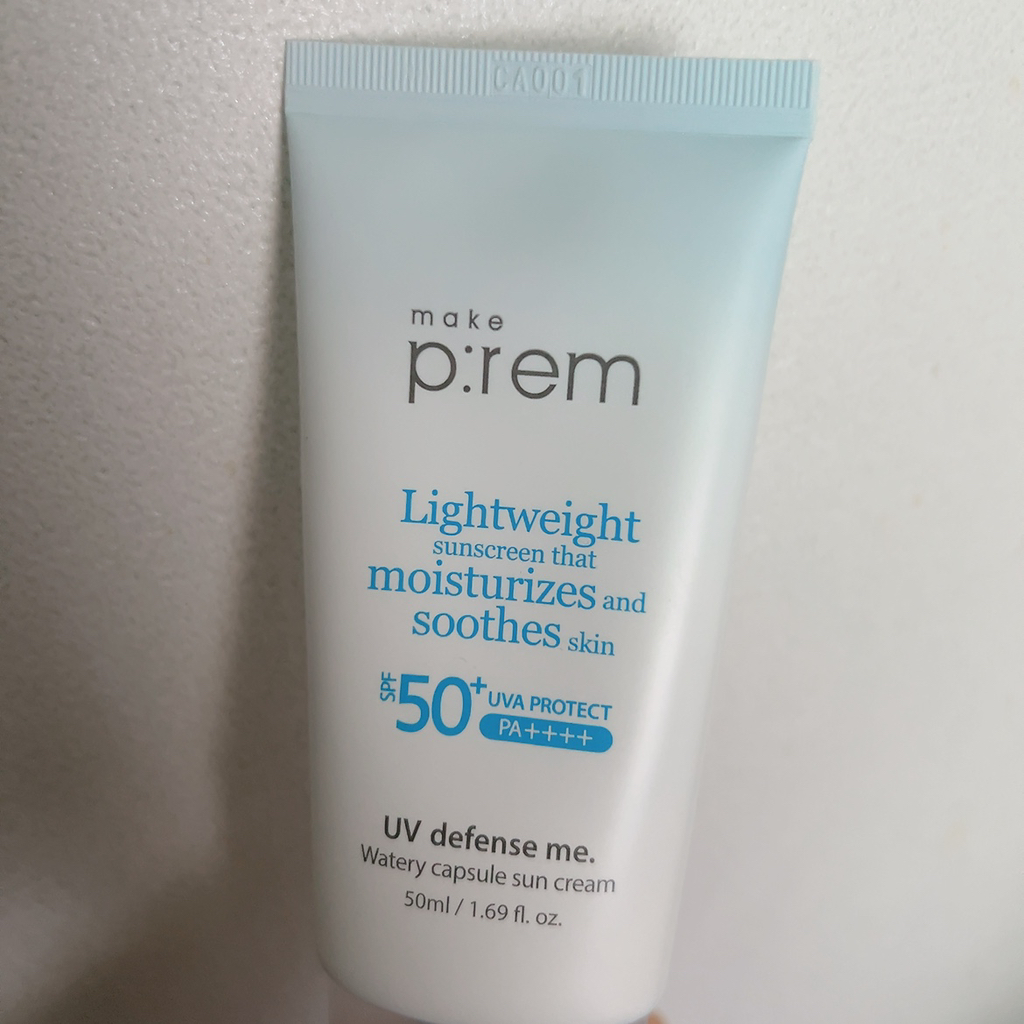 CA001
make
p:rem
Lightweight
sunscreen that
moisturizes and
soothes skin
SPF 50+ UVA PROTECT
PA++++
UV defense me.
Watery capsule sun cream
50ml / 1.69 fl. oz.